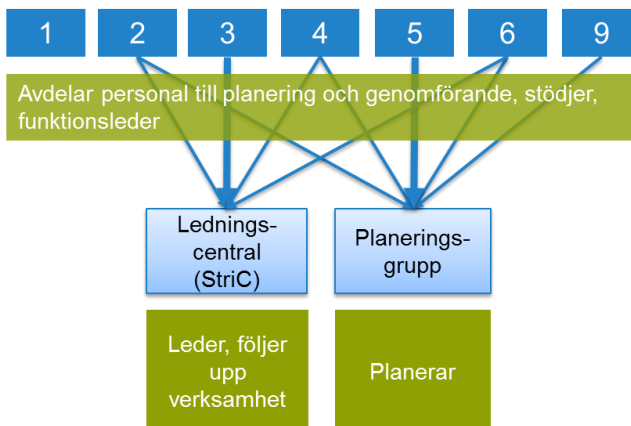 1 2 3 4 5 6 9
Avdelar personal till planering och genomförande, stödjer,
funktionsleder
Lednings-
central
(StriC)
Planerings-
grupp
Leder, följer
upp
verksamhet
Planerar